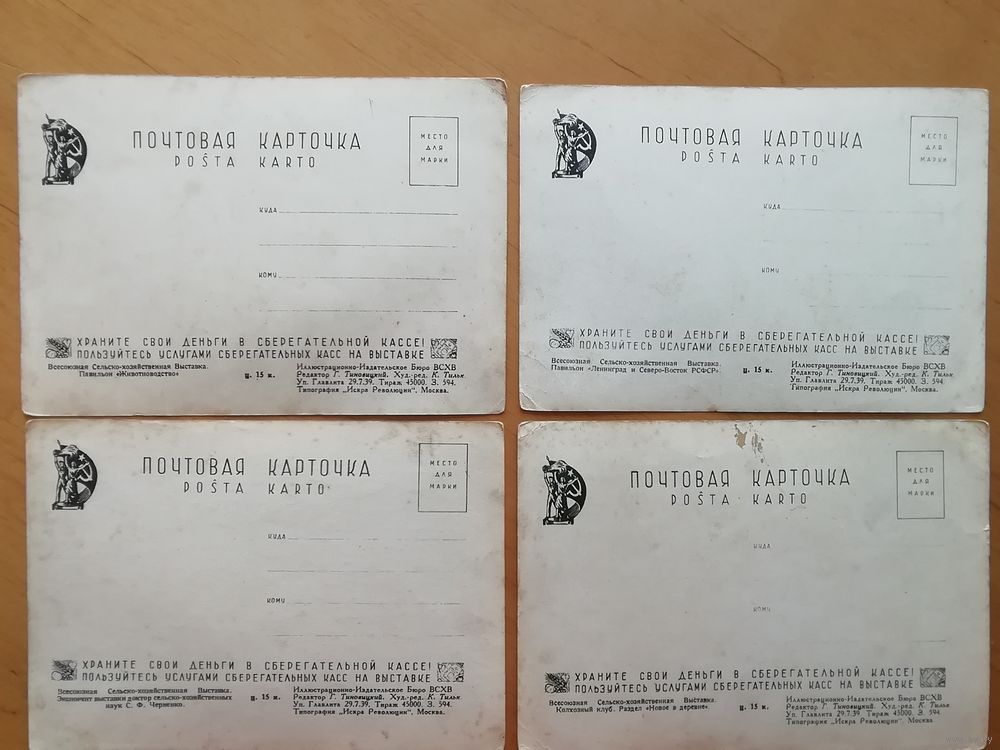 ПОЧТОВАЯ КАРТОЧКА
POŜTA KARTO
МЕСТО
ДЛЯ
МАРКИ
КУДА
КОМУ
ХРАНИТЕ СВОИ ДЕНЬГИ В СБЕРЕГАТЕЛЬНОЙ КАССЕ!
ПОЛЬЗУЙТЕСЬ УСЛУГАМИ СБЕРЕГАТЕЛЬНЫХ КАСС НА ВЫСТАВКЕ
Всесоюзная Сельско-хозяйственная Выставка.
Павильон «Животноводство»
ц. 15 к.
Иллюстрационно-Издательское Бюро ВСХВ
Редактор Г. Тиновицкий. Худ.-ред. К. Тильк.
Уп. Главлита 29.7.39. Тираж 45000. З. 594.
Типография „Искра Революции", Москва.
ПОЧТОВАЯ КАРТОЧКА
POŜTA KARTO
МЕСТО
ДЛЯ
МАРКИ
КУДА
КОМУ
ХРАНИТЕ СВОИ ДЕНЬГИ В СБЕРЕГАТЕЛЬНОЙ КАССЕ!
ПОЛЬЗУЙТЕСЬ УСЛУГАМИ СБЕРЕГАТЕЛЬНЫХ КАСС НА ВЫСТАВКЕ
Всесоюзная Сельско-хозяйственная Выставка.
Павильон «Ленинград и Северо-Восток РСФСР».
ц. 15 к.
Иллюстрационно-Издательское Бюро ВСХВ
Редактор Г. Тиновицкий. Худ.-ред. К. Тильк.
Уп. Главлита 29.7.39. Тираж 45000. З. 594.
Типография „Искра Революции", Москва.
ПОЧТОВАЯ КАРТОЧКА
POŜTA KARTO
МЕСТО
ДЛЯ
МАРКИ
КУДА
КОМУ
ХРАНИТЕ СВОИ ДЕНЬГИ В СБЕРЕГАТЕЛЬНОЙ КАССЕ!
ПОЛЬЗУЙТЕСЬ УСЛУГАМИ СБЕРЕГАТЕЛЬНЫХ КАСС НА ВЫСТАВКЕ
Всесоюзная Сельско-хозяйственная Выставка.
Экспонент выставки доктор сельско-хозяйственных
наук С. Ф. Черненко.
ц. 15 к.
Иллюстрационно-Издательское Бюро ВСХВ
Редактор Г. Тиновицкий. Худ.-ред. К. Тильк
Уп. Главлита 29.7.39. Тираж 45000. З. 594.
Типография „Искра Революции", Москва.
ПОЧТОВАЯ КАРТОЧКА
POŜTA KARTO
МЕСТО
ДЛЯ
МАРКИ
КУДА
КОМУ
ХРАНИТЕ СВОИ ДЕНЬГИ В СБЕРЕГАТЕЛЬНОЙ КАССЕ!
ПОЛЬЗУЙТЕСЬ УСЛУГАМИ СБЕРЕГАТЕЛЬНЫХ КАСС НА ВЫСТАВКЕ
Всесоюзная Сельско-хозяйственная Выставка.
Колхозный клуб. Раздел «Новое в деревне».
ц. 15 к.
Иллюстрационно-Издательское Бюро ВСХВ
Редактор Г. Тиновицкий. Худ.-ред. К. Тильк.
Уп. Главлита 29.7.39. Тираж 45000. З. 594.
Типография „Искра Революции", Москва